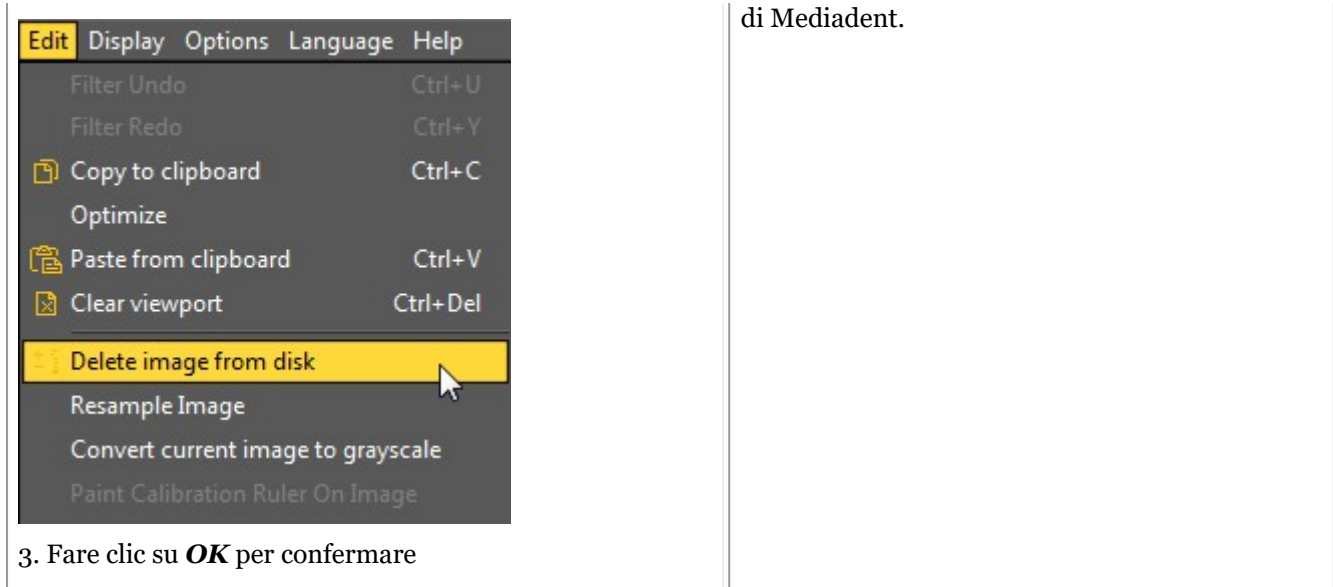 Edit Display Options Language Help
Filter Undo Ctrl+U
Filter Redo Ctrl+Y
Copy to clipboard Ctrl+C
Optimize
Paste from clipboard Ctrl+V
Clear viewport Ctrl+Del
Delete image from disk
Resample Image
Convert current image to grayscale
Paint Calibration Ruler On Image
3. Fare clic su OK per confermare
di Mediadent.